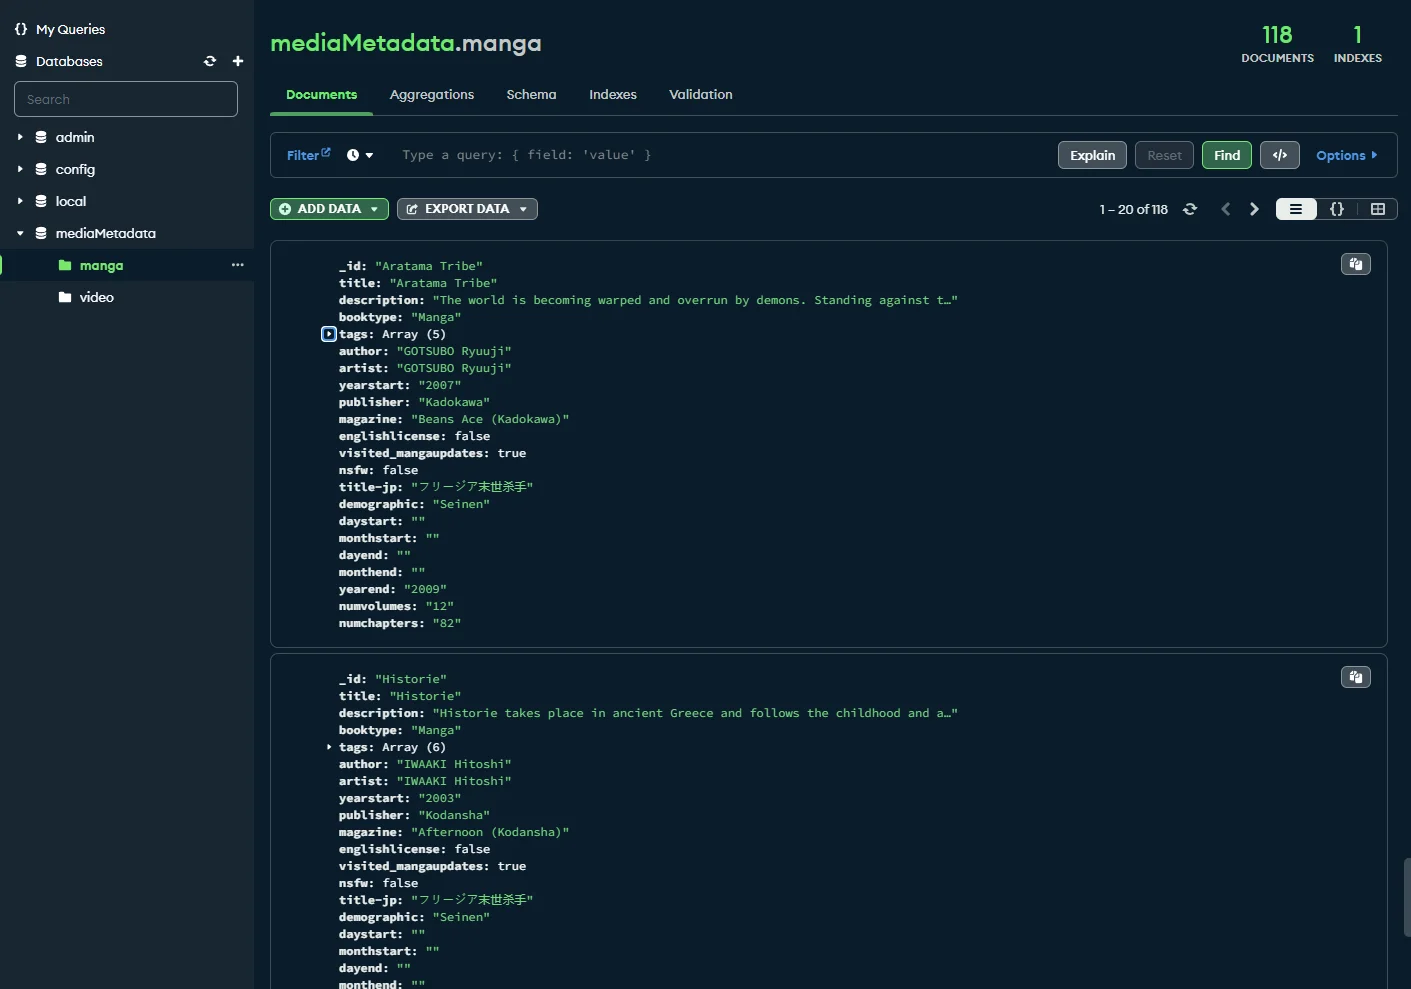 My Queries
Databases
Search
admin
config
local
mediaMetadata
manga
video
mediaMetadata.manga
118
DOCUMENTS
1
INDEXES
Documents
Aggregations
Schema
Indexes
Validation
Filter
Type a query: { field: 'value' }
Explain
Reset
Find
</>
Options
ADD DATA
EXPORT DATA
1 – 20 of 118
{}
_id: "Aratama Tribe"
title: "Aratama Tribe"
description: "The world is becoming warped and overrun by demons. Standing against t…"
booktype: "Manga"
tags: Array (5)
author: "GOTSUBO Ryuuji"
artist: "GOTSUBO Ryuuji"
yearstart: "2007"
publisher: "Kadokawa"
magazine: "Beans Ace (Kadokawa)"
englishlicense: false
visited_mangaupdates: true
nsfw: false
title-jp: "フリージア末世杀手"
demographic: "Seinen"
daystart: ""
monthstart: ""
dayend: ""
monthend: ""
yearend: "2009"
numvolumes: "12"
numchapters: "82"
_id: "Historie"
title: "Historie"
description: "Historie takes place in ancient Greece and follows the childhood and a…"
booktype: "Manga"
tags: Array (6)
author: "IWAAKI Hitoshi"
artist: "IWAAKI Hitoshi"
yearstart: "2003"
publisher: "Kodansha"
magazine: "Afternoon (Kodansha)"
englishlicense: false
visited_mangaupdates: true
nsfw: false
title-jp: "フリージア末世杀手"
demographic: "Seinen"
daystart: ""
monthstart: ""
dayend: ""
monthend: ""